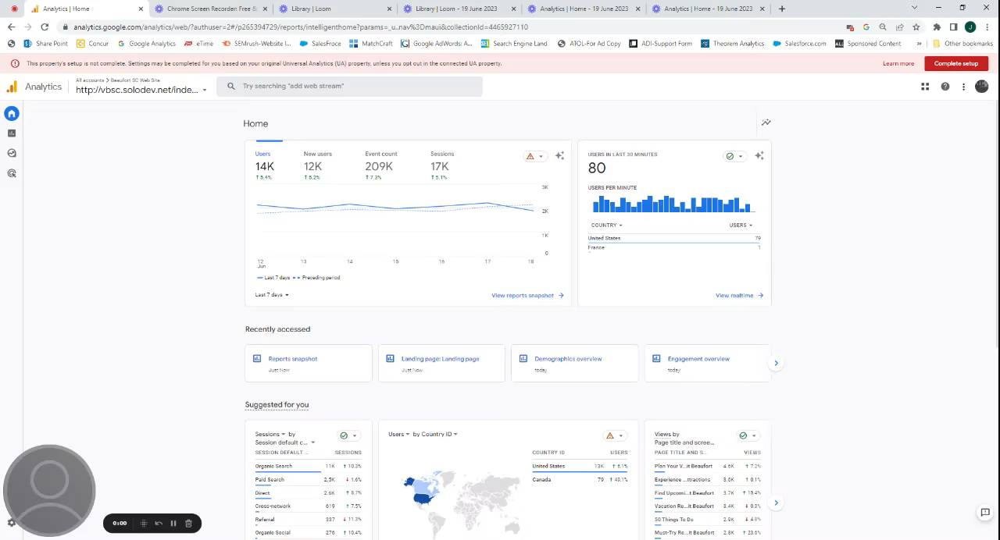 Analytics | Home
Chrome Screen Recorder: Free &
Library | Loom
Library | Loom - 19 June 2023
Analytics | Home - 19 June 2023
Analytics | Home - 19 June 2023
analytics.google.com/analytics/web/?authuser=2#/p265394729/reports/intelligenthome?params=_u..nav%3Dmaui&collectionId=4465927110
Share Point
Concur
Google Analytics
eTime
SEMrush-Website I...
SalesForce
MatchCraft
Google AdWords: A...
Search Engine Land
ATOL-For Ad Copy
ADI-Support Form
Theorem Analytics
Salesforce.com
Sponsored Content
»
Other bookmarks
This property's setup is not complete. Settings may be completed for you based on your original Universal Analytics (UA) property, unless you opt out in the connected UA property.
Learn more
Complete setup
Analytics
All accounts > Beaufort SC Web Site
http://vbsc.solodev.net/inde...
Try searching "add web stream"
Home
Users
14K
↑ 5.4%
New users
12K
↑ 5.2%
Event count
209K
↑ 7.3%
Sessions
17K
↑ 5.1%
3K
2K
1K
0
12 13 14 15 16 17 18
Jun
Last 7 days
Preceding period
Last 7 days
View reports snapshot
USERS IN LAST 30 MINUTES
80
USERS PER MINUTE
COUNTRY
USERS
United States 79
France 1
View realtime
Recently accessed
Reports snapshot
Just Now
Landing page: Landing page
Just Now
Demographics overview
today
Engagement overview
today
Suggested for you
Sessions by
Session default c...
SESSION DEFAULT ... SESSIONS
Organic Search 11K ↑ 10.3%
Paid Search 2.5K ↓ 1.6%
Direct 2.6K ↑ 8.7%
Cross-network 619 ↑ 7.5%
Referral 337 ↓ 11.3%
Organic Social 276 ↑ 10.4%
Users by Country ID
COUNTRY ID USERS
United States 13K ↑ 6.1%
Canada 79 ↑ 49.1%
Views by
Page title and scree...
PAGE TITLE AND S... VIEWS
Plan Your V...it Beaufort 4.6K ↑ 7.2%
Experience ...ttractions 3.6K ↑ 0.1%
Find Upcomi...t Beaufort 3.7K ↑ 15.4%
Vacation Re...it Beaufort 3.4K ↓ 0.3%
50 Things To Do 2.9K ↓ 4.8%
Must-Try Re...it Beaufort 2.8K ↑ 23.6%
0:00